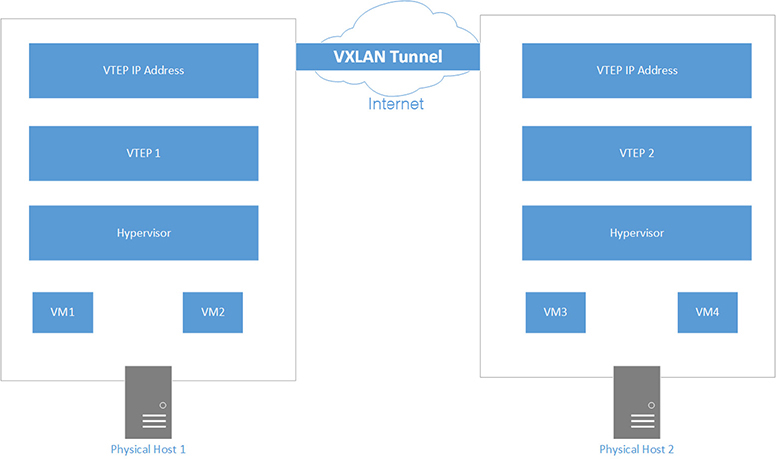 VXLAN Tunnel
Internet
VTEP IP Address
VTEP 1
Hypervisor
VM1
VM2
Physical Host 1
VTEP IP Address
VTEP 2
Hypervisor
VM3
VM4
Physical Host 2